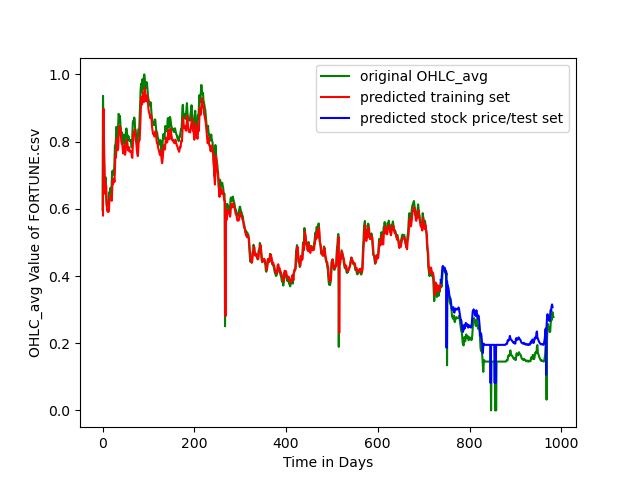 original OHLC_avg
predicted training set
predicted stock price/test set
OHLC_avg Value of FORTUNE.csv
1.0
0.8
0.6
0.4
0.2
0.0
0 200 400 600 800 1000
Time in Days